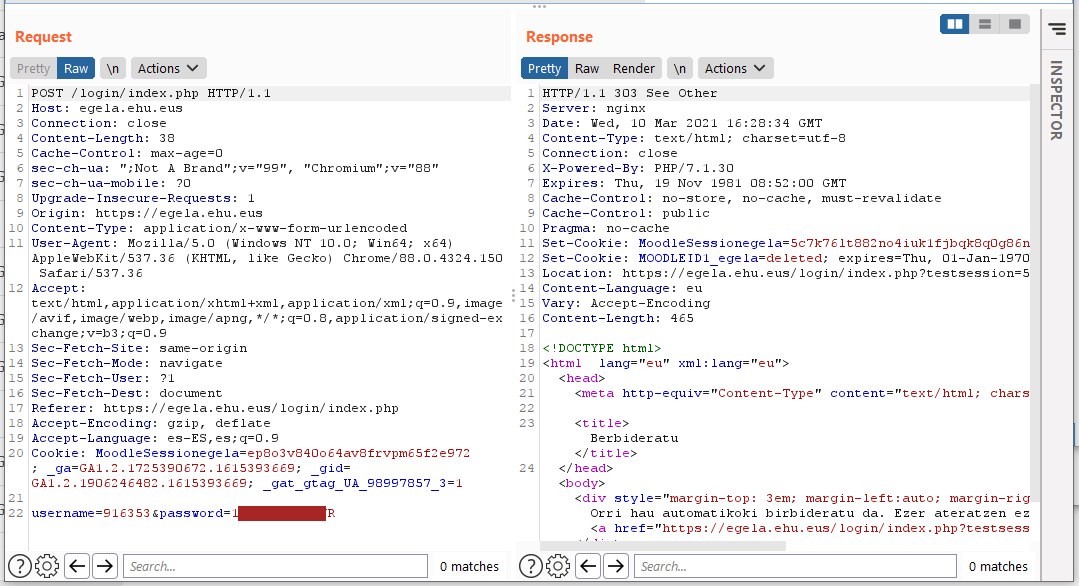 Request
Pretty Raw \n Actions
1 POST /login/index.php HTTP/1.1
2 Host: egela.ehu.eus
3 Connection: close
4 Content-Length: 38
5 Cache-Control: max-age=0
6 sec-ch-ua: ";Not A Brand";v="99", "Chromium";v="88"
7 sec-ch-ua-mobile: ?0
8 Upgrade-Insecure-Requests: 1
9 Origin: https://egela.ehu.eus
10 Content-Type: application/x-www-form-urlencoded
11 User-Agent: Mozilla/5.0 (Windows NT 10.0; Win64; x64)
AppleWebKit/537.36 (KHTML, like Gecko) Chrome/88.0.4324.150
Safari/537.36
12 Accept:
text/html,application/xhtml+xml,application/xml;q=0.9,image
/avif,image/webp,image/apng,*/*;q=0.8,application/signed-ex
change;v=b3;q=0.9
13 Sec-Fetch-Site: same-origin
14 Sec-Fetch-Mode: navigate
15 Sec-Fetch-User: ?1
16 Sec-Fetch-Dest: document
17 Referer: https://egela.ehu.eus/login/index.php
18 Accept-Encoding: gzip, deflate
19 Accept-Language: es-ES,es;q=0.9
20 Cookie: MoodleSessionegela=ep8o3v840o64av8frvpm65f2e972
; _ga=GA1.2.1725390672.1615393669; _gid=
GA1.2.1906246482.1615393669; _gat_gtag_UA_98997857_3=1
21
22 username=916353&password=1 R
Search...
0 matches
Response
Pretty Raw Render \n Actions
1 HTTP/1.1 303 See Other
2 Server: nginx
3 Date: Wed, 10 Mar 2021 16:28:34 GMT
4 Content-Type: text/html; charset=utf-8
5 Connection: close
6 X-Powered-By: PHP/7.1.30
7 Expires: Thu, 19 Nov 1981 08:52:00 GMT
8 Cache-Control: no-store, no-cache, must-revalidate
9 Cache-Control: public
10 Pragma: no-cache
11 Set-Cookie: MoodleSessionegela=5c7k761t882no4iuk1fjbqk8q0g86n
12 Set-Cookie: MOODLEID1_egela=deleted; expires=Thu, 01-Jan-1970
13 Location: https://egela.ehu.eus/login/index.php?testsession=5
14 Content-Language: eu
15 Vary: Accept-Encoding
16 Content-Length: 465
17
18 <!DOCTYPE html>
19 <html lang="eu" xml:lang="eu">
20 <head>
21 <meta http-equiv="Content-Type" content="text/html; chars
22
23 <title>
Berbideratu
</title>
24 </head>
<body>
<div style="margin-top: 3em; margin-left:auto; margin-rig
Orri hau automatikoki birbideratu da. Ezer ateratzen ez
<a href="https://egela.ehu.eus/login/index.php?testsess
Search...
0 matches
INSPECTOR